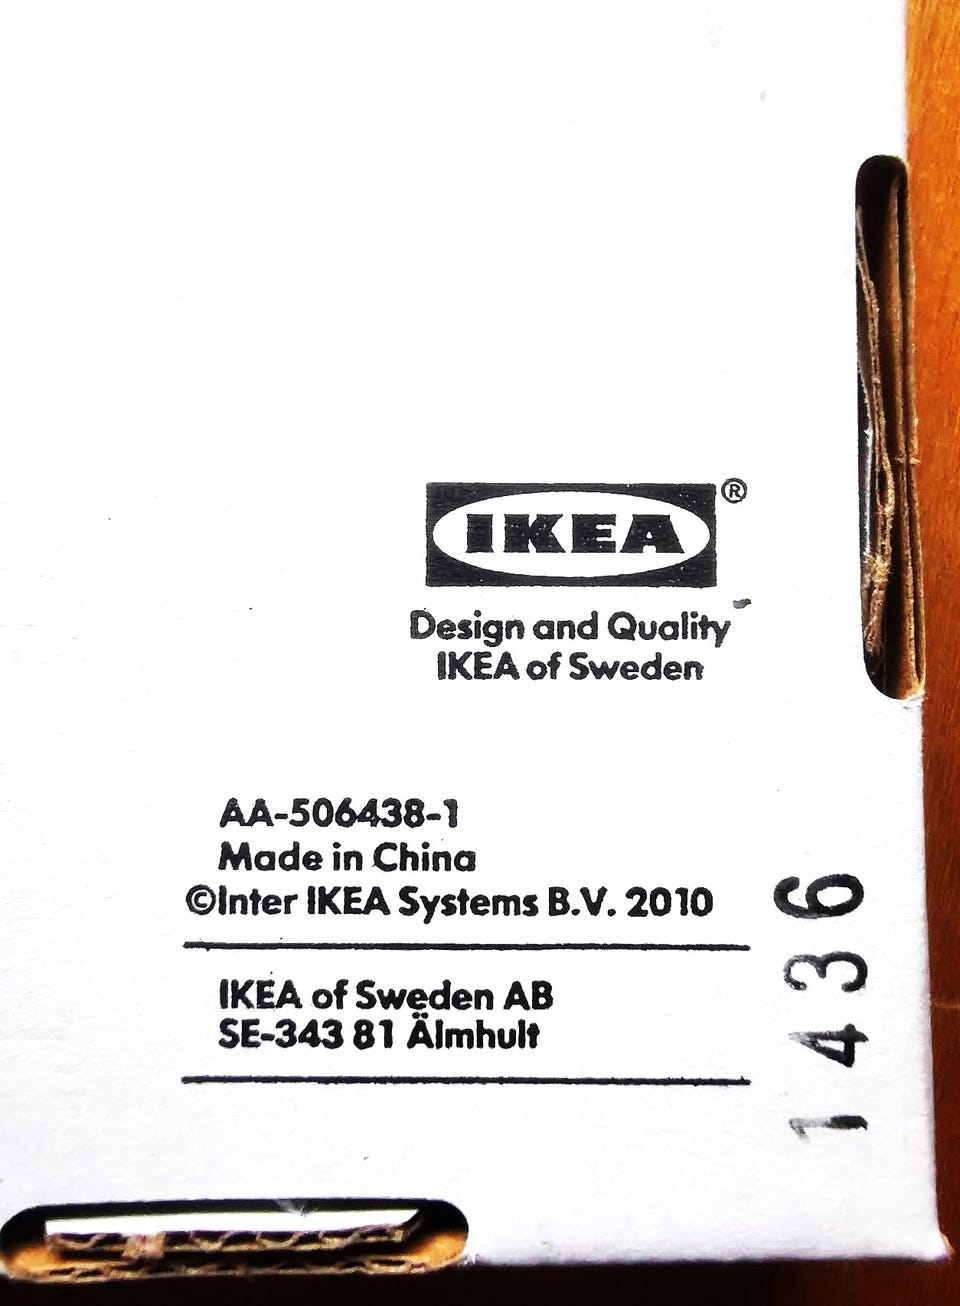 IKEA®
Design and Quality
IKEA of Sweden
AA-506438-1
Made in China
©Inter IKEA Systems B.V. 2010
IKEA of Sweden AB
SE-343 81 Älmhult
1436